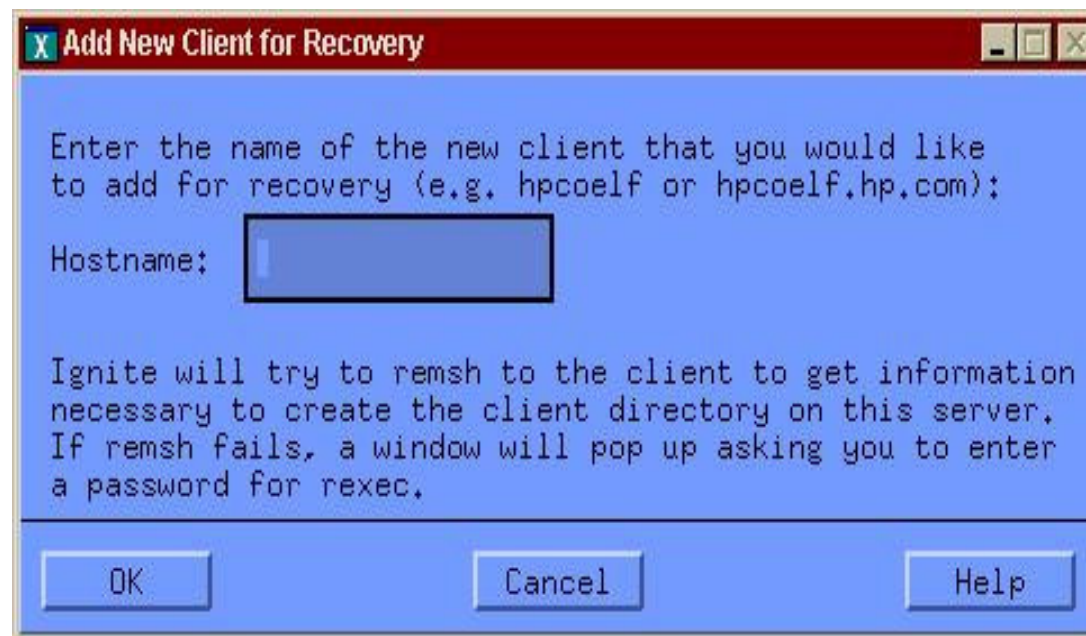 X Add New Client for Recovery
Enter the name of the new client that you would like
to add for recovery (e.g. hpcoelf or hpcoelf.hp.com):
Hostname:
Ignite will try to remsh to the client to get information
necessary to create the client directory on this server.
If remsh fails, a window will pop up asking you to enter
a password for rexec.
OK Cancel Help